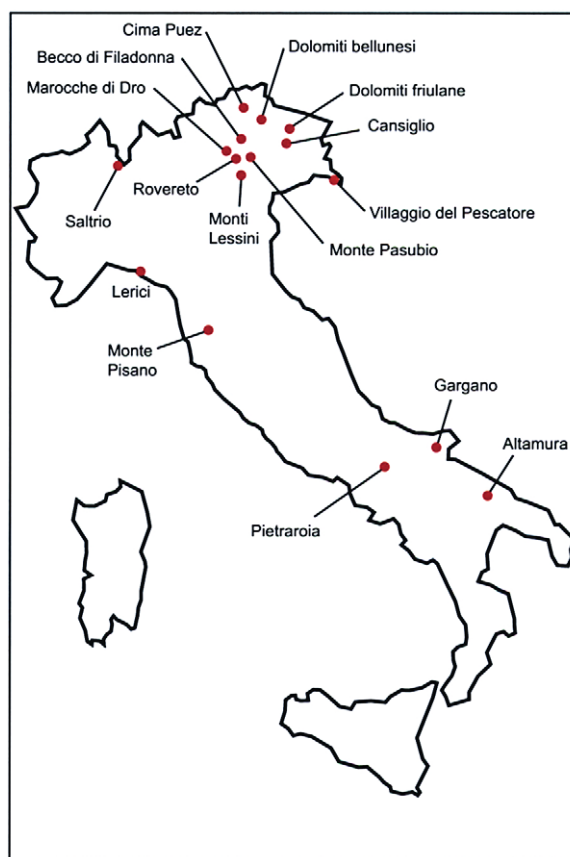 Cima Puez
Dolomiti bellunesi
Becco di Filadonna
Dolomiti friulane
Marocche di Dro
Cansiglio
Rovereto
Saltrio
Monti
Lessini
Villaggio del Pescatore
Monte Pasubio
Lerici
Monte
Pisano
Gargano
Altamura
Pietraroia